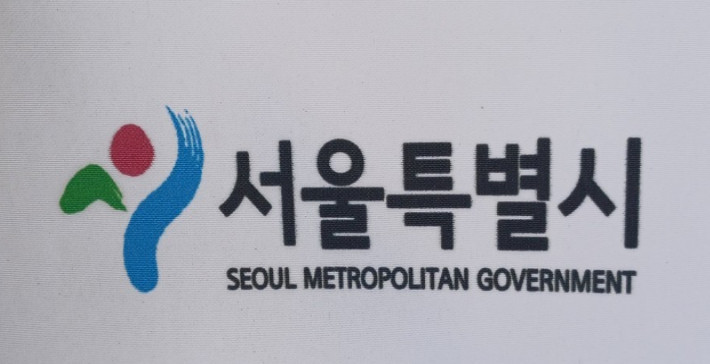 서울특별시
SEOUL METROPOLITAN GOVERNMENT